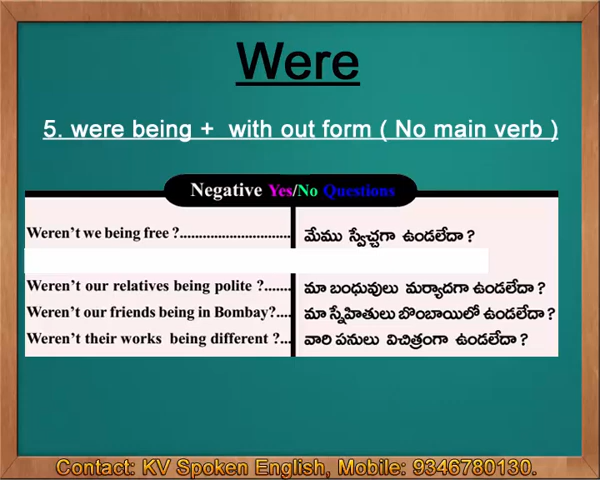 Were
5. were being + with out form ( No main verb )
Negative Yes/No Questions
Weren't we being free ?............................. మేము స్వేచ్చగా ఉండలేదా ?
Weren't our relatives being polite ?....... మా బంధువులు మర్యాదగా ఉండలేదా ?
Weren't our friends being in Bombay?.... మా స్నేహితులు బొంబాయిలో ఉండలేదా ?
Weren't their works being different ?... వారి పనులు విచిత్రంగా ఉండలేదా ?
Contact: KV Spoken English, Mobile: 9346780130.